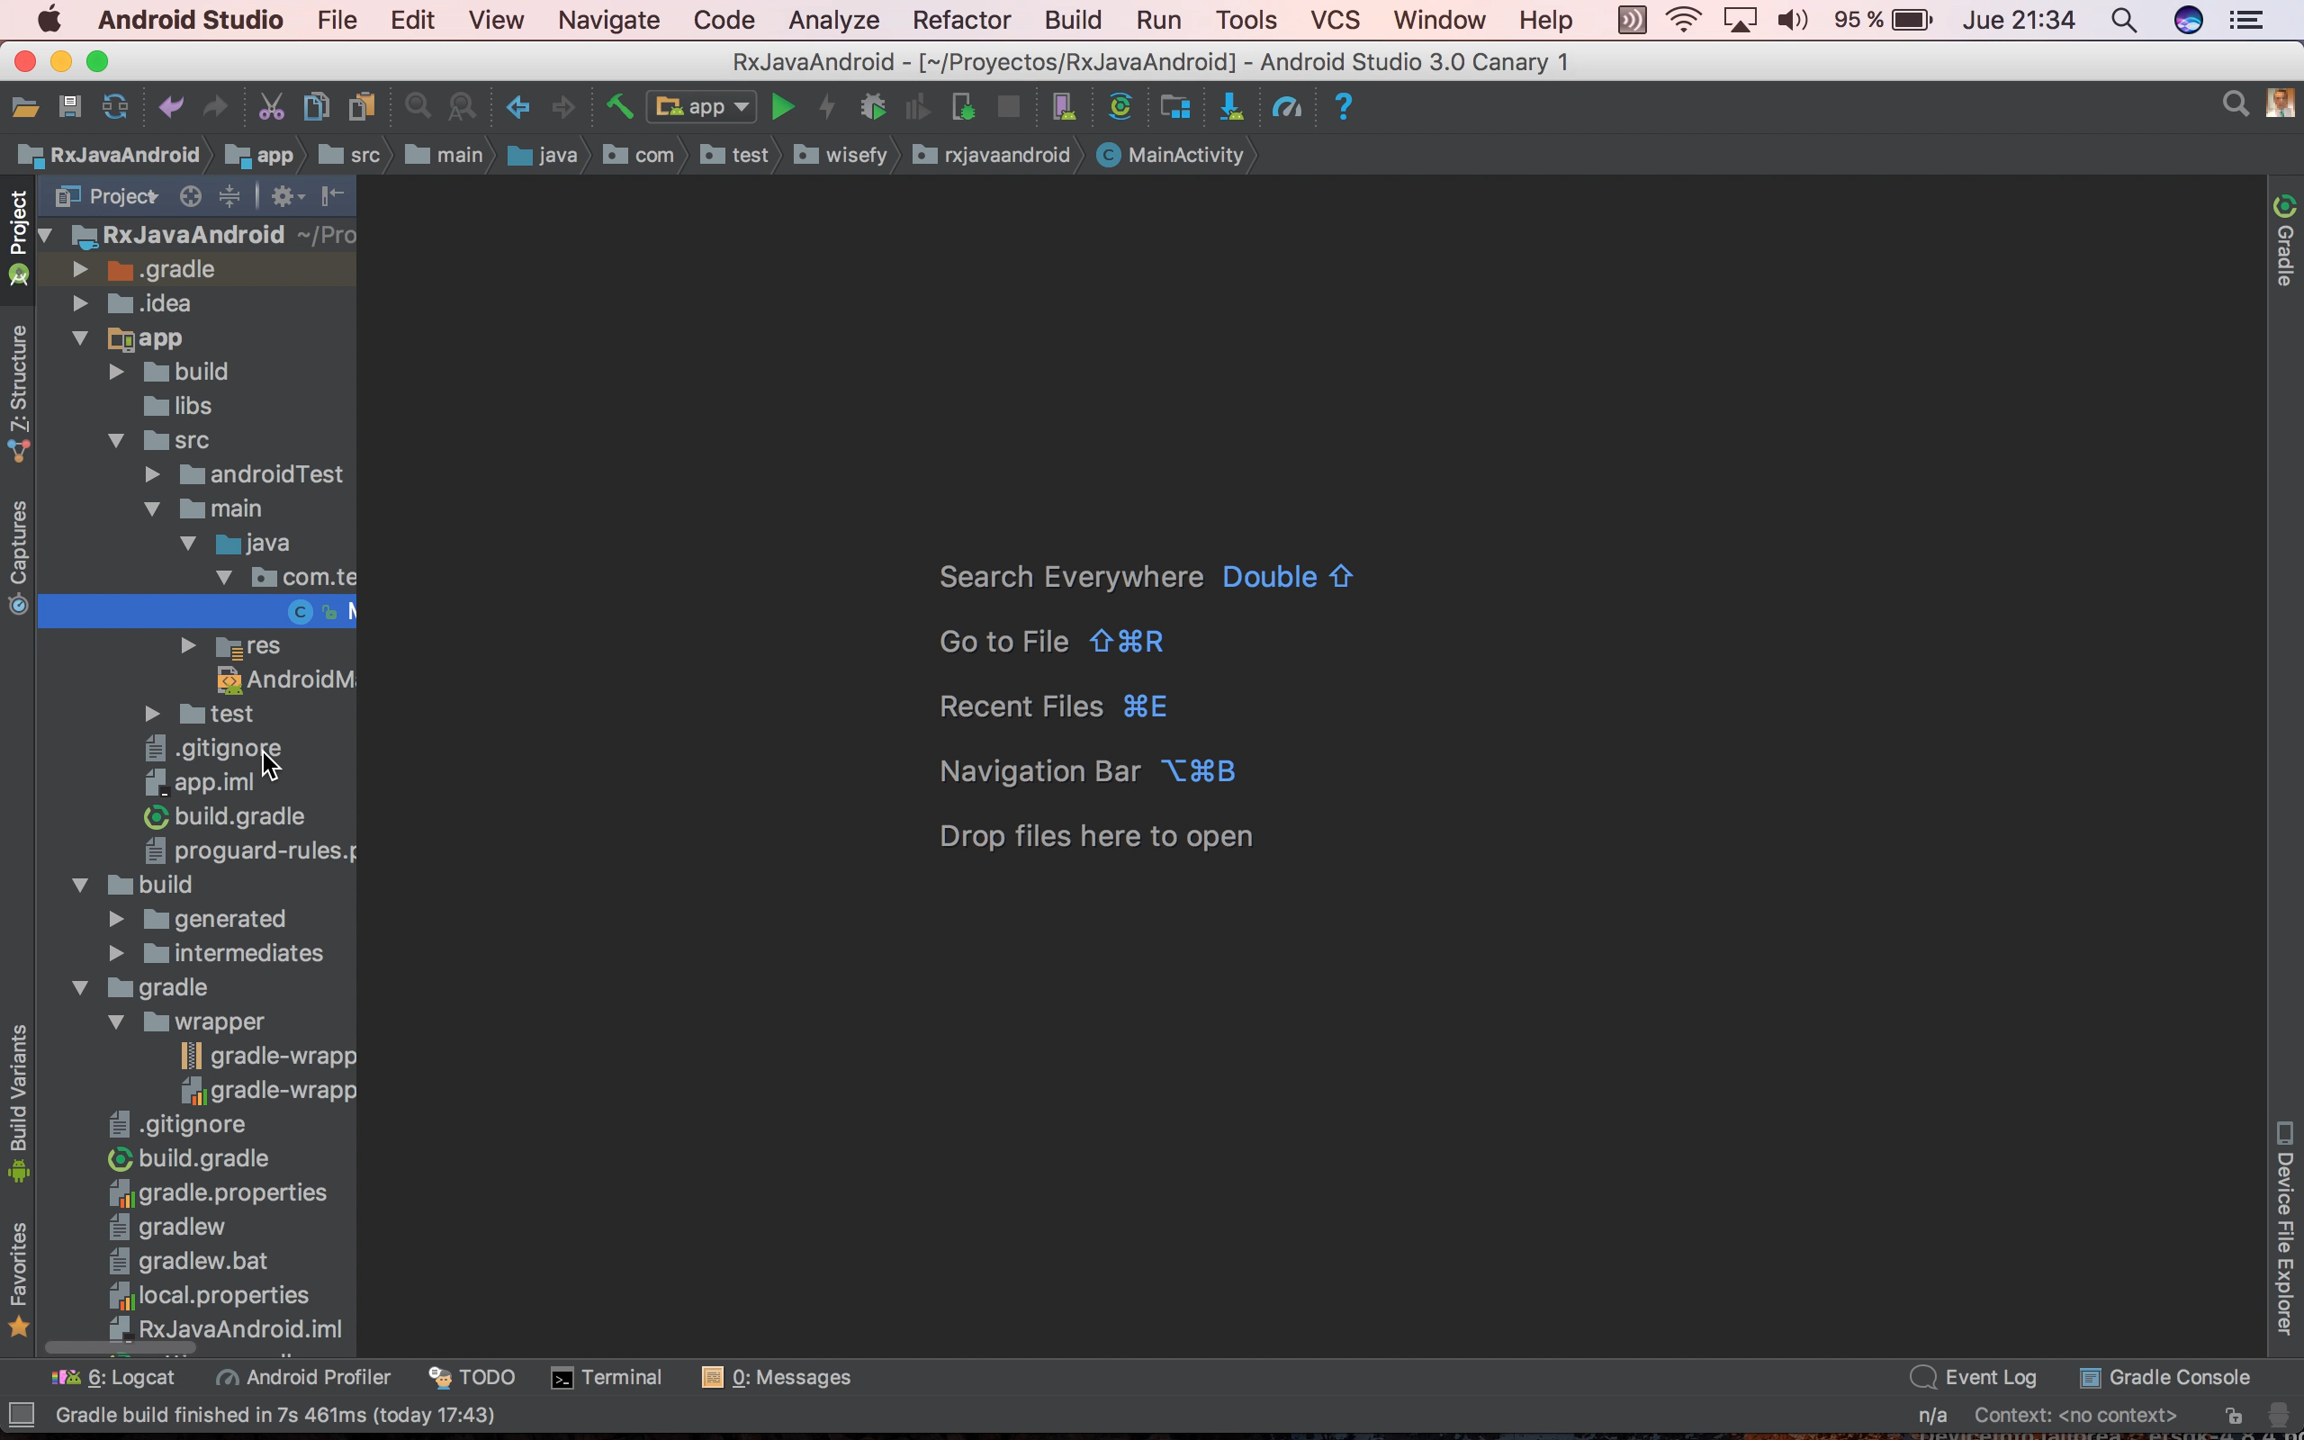 Android Studio File Edit View Navigate Code Analyze Refactor Build Run Tools VCS Window Help 95 % Jue 21:34
RxJavaAndroid - [~/Proyectos/RxJavaAndroid] - Android Studio 3.0 Canary 1
app
RxJavaAndroid app src main java com test wisefy rxjavaandroid MainActivity
Project
Project
Z: Structure
Captures
Build Variants
Favorites
RxJavaAndroid ~/Pro
.gradle
.idea
app
build
libs
src
androidTest
main
java
com.te
M
res
AndroidMa
test
.gitignore
app.iml
build.gradle
proguard-rules.p
build
generated
intermediates
gradle
wrapper
gradle-wrapp
gradle-wrapp
.gitignore
build.gradle
gradle.properties
gradlew
gradlew.bat
local.properties
RxJavaAndroid.iml
Search Everywhere Double ⇧
Go to File ⇧⌘R
Recent Files ⌘E
Navigation Bar ⌥⌘B
Drop files here to open
Gradle
Device File Explorer
6: Logcat Android Profiler TODO Terminal 0: Messages Event Log Gradle Console
Gradle build finished in 7s 461ms (today 17:43) n/a Context: <no context>